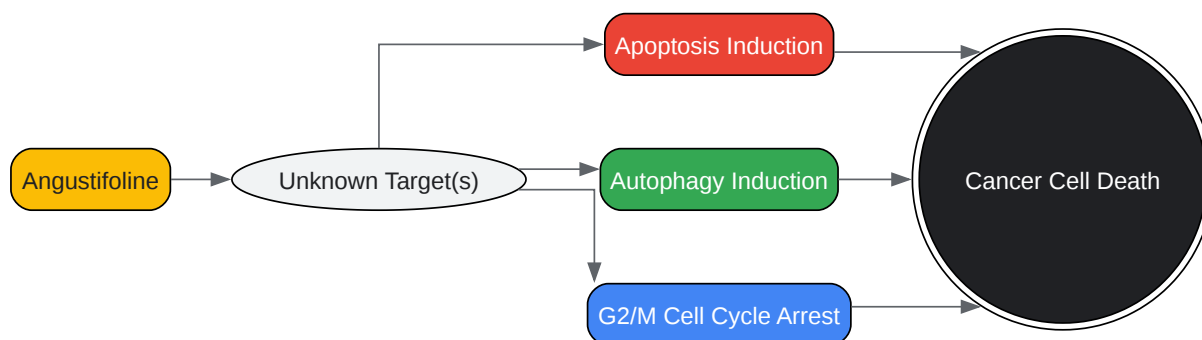 Apoptosis Induction
Angustifoline
Unknown Target(s)
Autophagy Induction
Cancer Cell Death
G2/M Cell Cycle Arrest